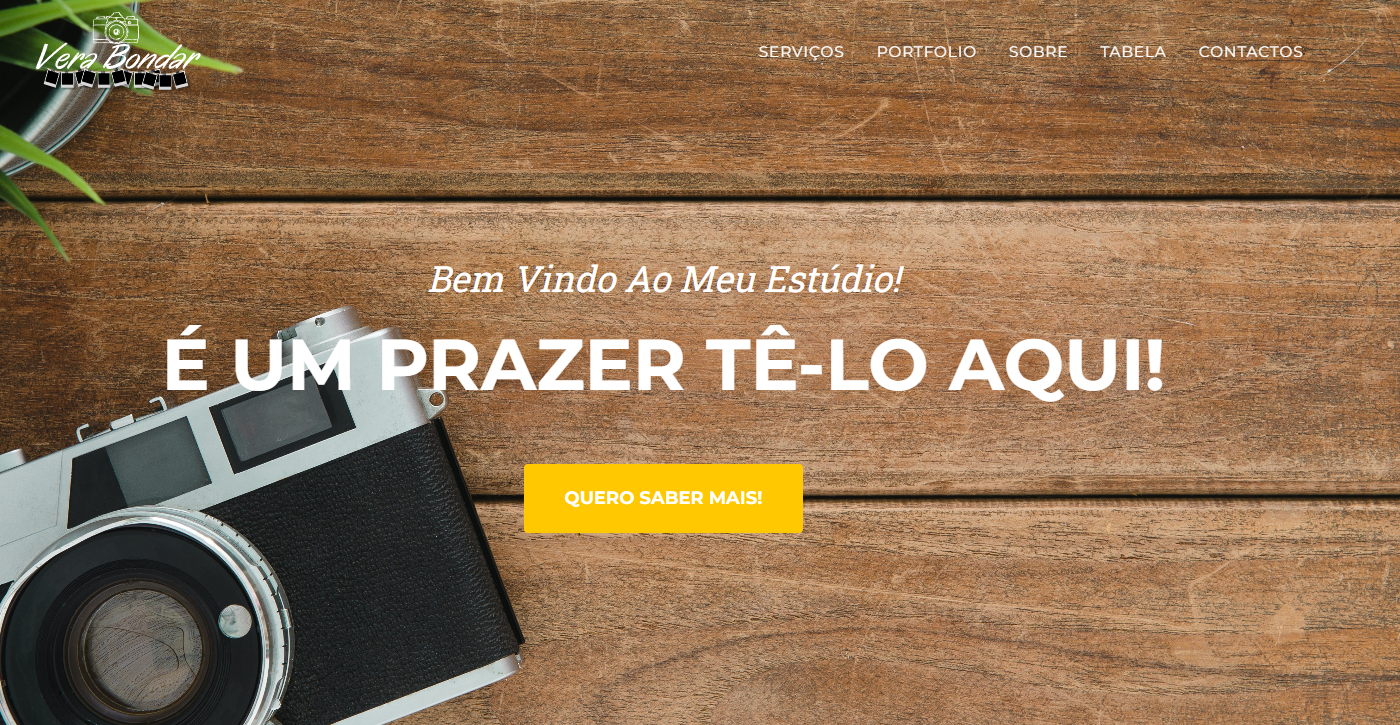 Vera Bondar
SERVIÇOS PORTFOLIO SOBRE TABELA CONTACTOS
Bem Vindo Ao Meu Estúdio!
É UM PRAZER TÊ-LO AQUI!
QUERO SABER MAIS!